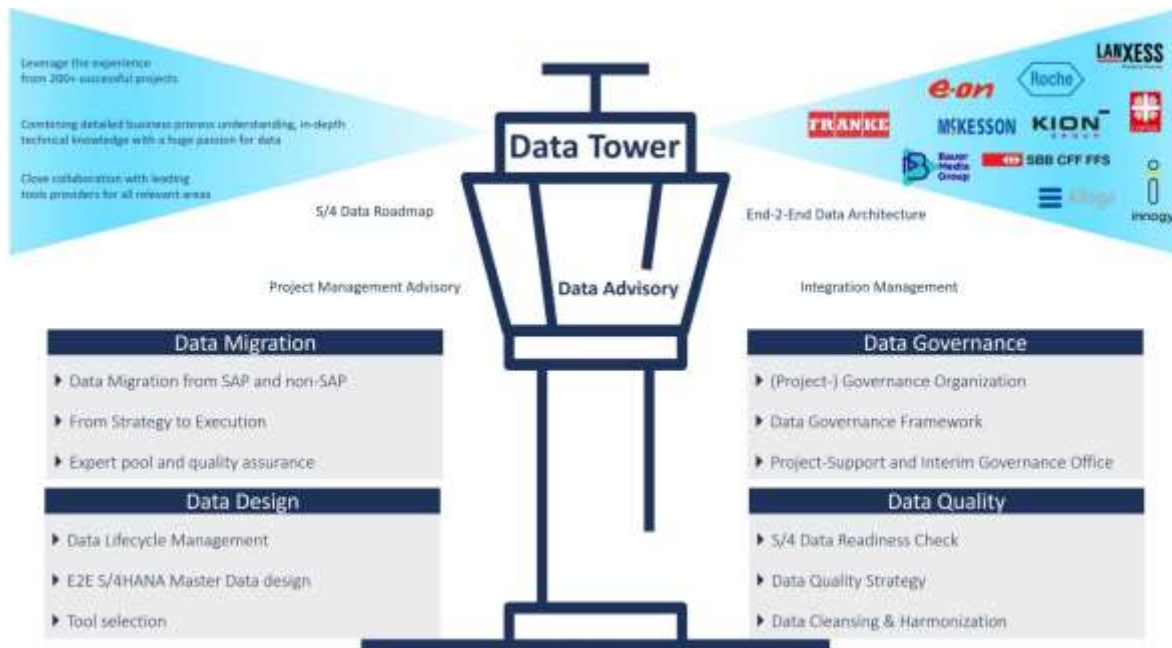 Leverage the experience
from 200+ successful projects
Combining detailed business process understanding, in-depth
technical knowledge with a huge passion for data
Close collaboration with leading
tools providers for all relevant areas
Data Tower
LANXESS
e-on
Roche
FRANKE
MCKESSON
KION
GROUP
Bauer
Media
Group
SBB CFF FFS
innogy
S/4 Data Roadmap
End-2-End Data Architecture
Project Management Advisory
Data Advisory
Integration Management
Data Migration
Data Migration from SAP and non-SAP
From Strategy to Execution
Expert pool and quality assurance
Data Governance
(Project-) Governance Organization
Data Governance Framework
Project-Support and Interim Governance Office
Data Design
Data Lifecycle Management
E2E S/4HANA Master Data design
Tool selection
Data Quality
S/4 Data Readiness Check
Data Quality Strategy
Data Cleansing & Harmonization